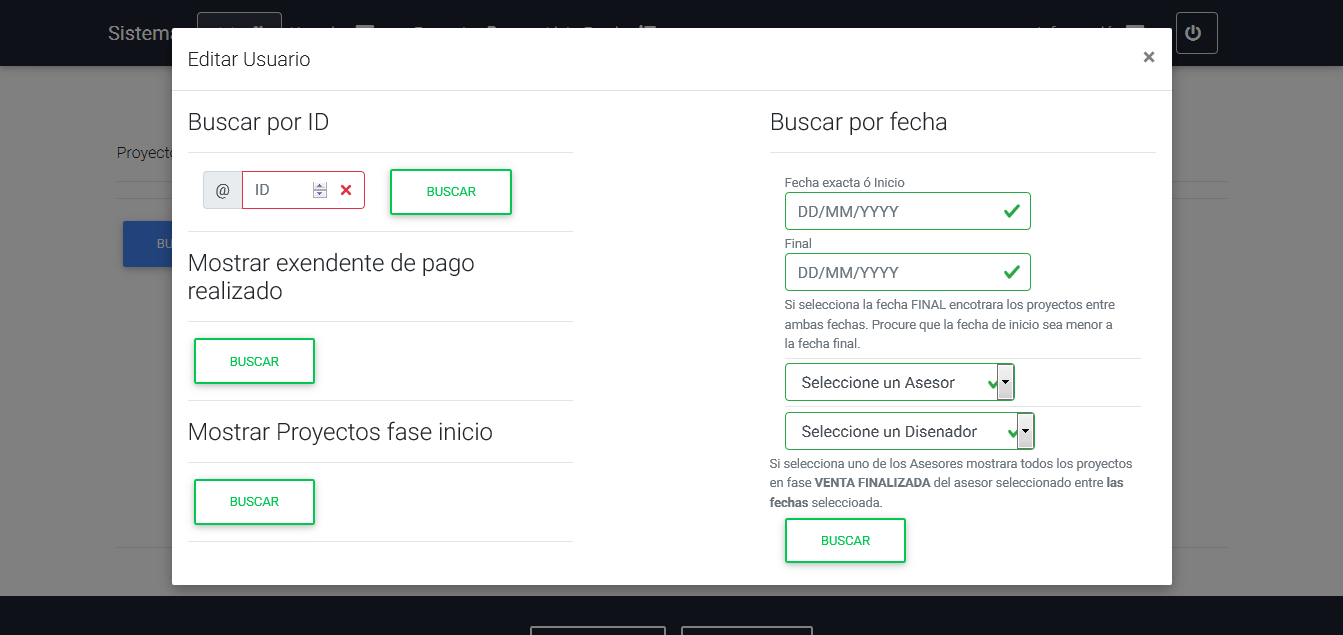 Sistema
Editar Usuario
×
Buscar por ID
@
ID
BUSCAR
Mostrar exendente de pago
realizado
BUSCAR
Mostrar Proyectos fase inicio
BUSCAR
Buscar por fecha
Fecha exacta ó Inicio
DD/MM/YYYY
Final
DD/MM/YYYY
Si selecciona la fecha FINAL encotrara los proyectos entre
ambas fechas. Procure que la fecha de inicio sea menor a
la fecha final.
Seleccione un Asesor
Seleccione un Disenador
Si selecciona uno de los Asesores mostrara todos los proyectos
en fase VENTA FINALIZADA del asesor seleccionado entre las
fechas seleccioada.
BUSCAR
Proyecto
BU